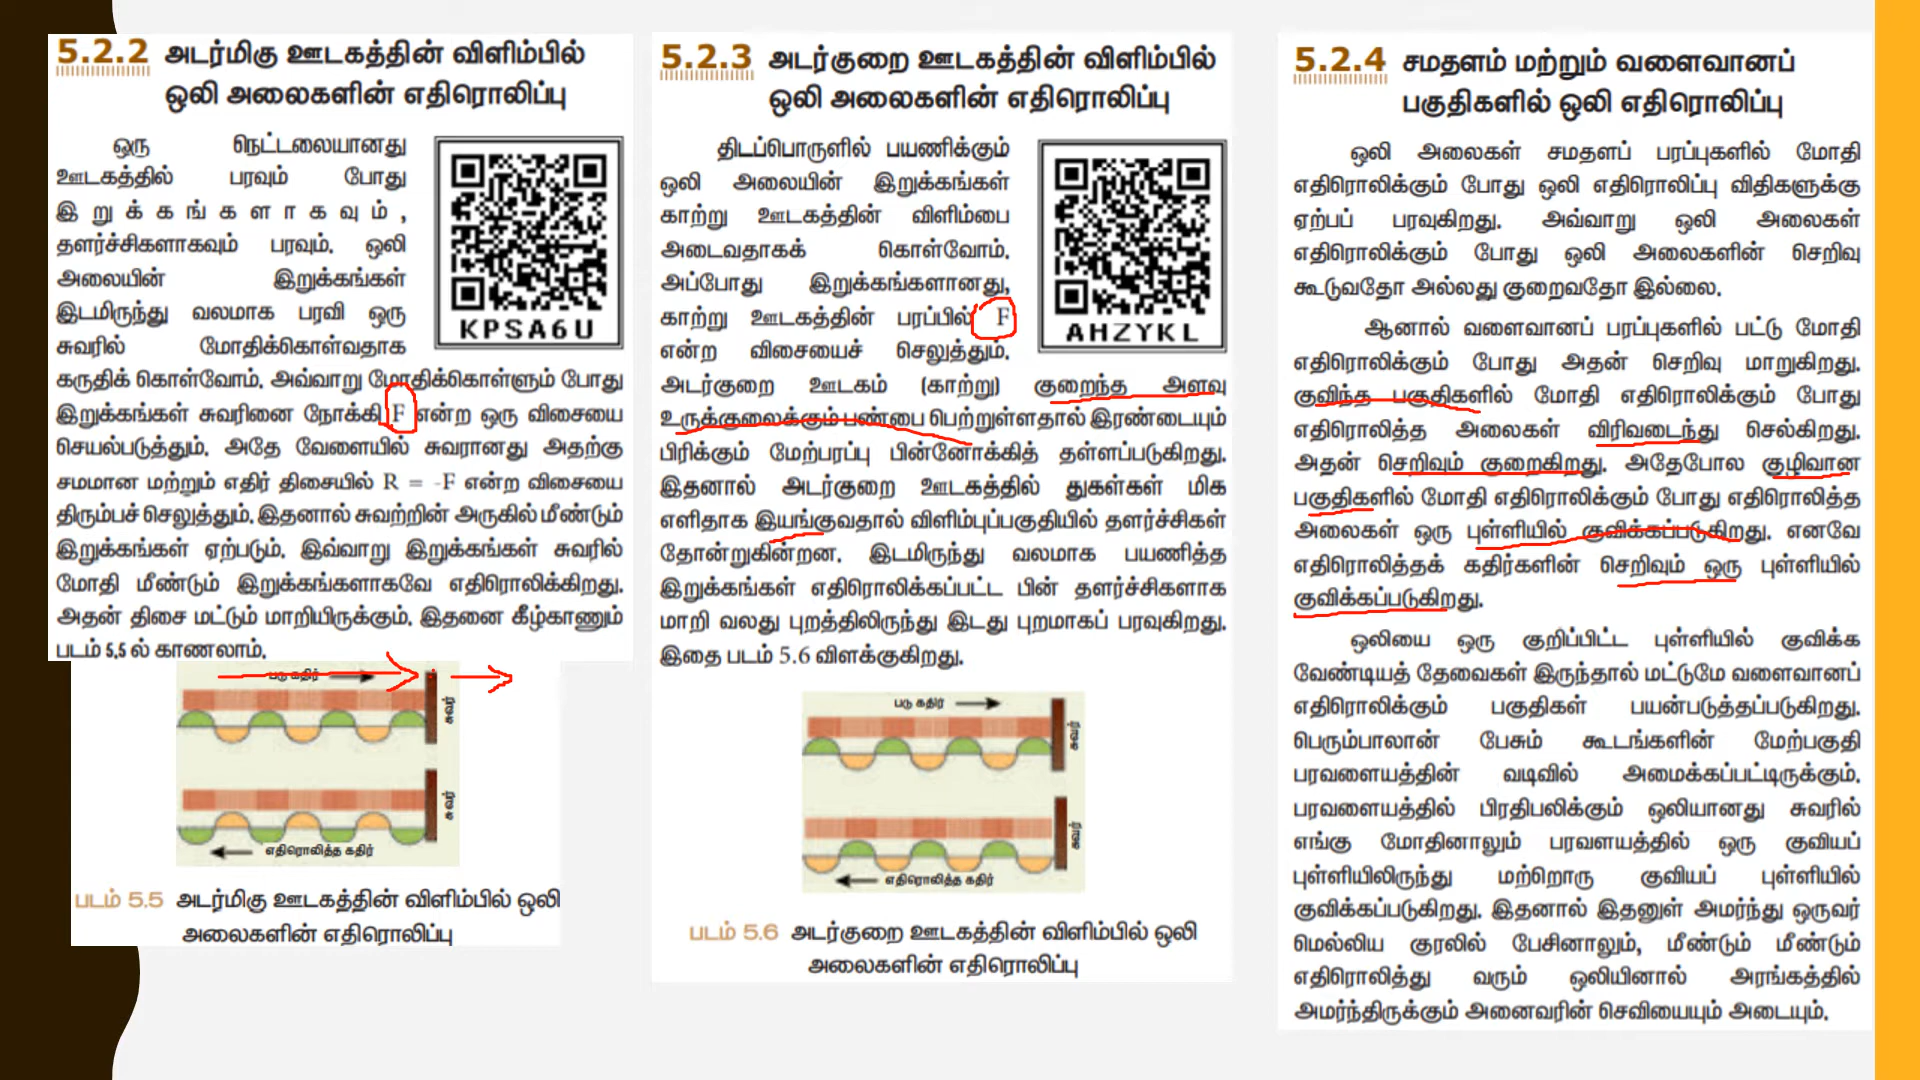 5.2.2 அடர்மிகு ஊடகத்தின் விளிம்பில்
ஒலி அலைகளின் எதிரொலிப்பு
ஒரு நெட்டலையானது
ஊடகத்தில் பரவும் போது
இறுக்கங்களாகவும்,
தளர்ச்சிகளாகவும் பரவும். ஒலி
அலையின் இறுக்கங்கள்
இடமிருந்து வலமாக பரவி ஒரு
சுவரில் மோதிக்கொள்வதாக
கருதிக் கொள்வோம். அவ்வாறு மோதிக்கொள்ளும் போது
இறுக்கங்கள் சுவரினை நோக்கி F என்ற ஒரு விசையை
செயல்படுத்தும். அதே வேளையில் சுவரானது அதற்கு
சமமான மற்றும் எதிர் திசையில் R = -F என்ற விசையை
திரும்பச் செலுத்தும். இதனால் சுவற்றின் அருகில் மீண்டும்
இறுக்கங்கள் ஏற்படும். இவ்வாறு இறுக்கங்கள் சுவரில்
மோதி மீண்டும் இறுக்கங்களாகவே எதிரொலிக்கிறது.
அதன் திசை மட்டும் மாறியிருக்கும். இதனை கீழ்காணும்
படம் 5.5 ல் காணலாம்.
KPSA6U
படு கதிர்
சுவர்
சுவர்
எதிரொலித்த கதிர்
படம் 5.5 அடர்மிகு ஊடகத்தின் விளிம்பில் ஒலி
அலைகளின் எதிரொலிப்பு
5.2.3 அடர்குறை ஊடகத்தின் விளிம்பில்
ஒலி அலைகளின் எதிரொலிப்பு
திடப்பொருளில் பயணிக்கும்
ஒலி அலையின் இறுக்கங்கள்
காற்று ஊடகத்தின் விளிம்பை
அடைவதாகக் கொள்வோம்.
அப்போது இறுக்கங்களானது,
காற்று ஊடகத்தின் பரப்பில் F
என்ற விசையைச் செலுத்தும்.
அடர்குறை ஊடகம் (காற்று) குறைந்த அளவு
உருக்குலைக்கும் பண்பை பெற்றுள்ளதால் இரண்டையும்
பிரிக்கும் மேற்பரப்பு பின்னோக்கித் தள்ளப்படுகிறது.
இதனால் அடர்குறை ஊடகத்தில் துகள்கள் மிக
எளிதாக இயங்குவதால் விளிம்புப்பகுதியில் தளர்ச்சிகள்
தோன்றுகின்றன. இடமிருந்து வலமாக பயணித்த
இறுக்கங்கள் எதிரொலிக்கப்பட்ட பின் தளர்ச்சிகளாக
மாறி வலது புறத்திலிருந்து இடது புறமாகப் பரவுகிறது.
இதை படம் 5.6 விளக்குகிறது.
AHZYKL
படு கதிர்
சுவர்
சுவர்
எதிரொலித்த கதிர்
படம் 5.6 அடர்குறை ஊடகத்தின் விளிம்பில் ஒலி
அலைகளின் எதிரொலிப்பு
5.2.4 சமதளம் மற்றும் வளைவானப்
பகுதிகளில் ஒலி எதிரொலிப்பு
ஒலி அலைகள் சமதளப் பரப்புகளில் மோதி
எதிரொலிக்கும் போது ஒலி எதிரொலிப்பு விதிகளுக்கு
ஏற்பப் பரவுகிறது. அவ்வாறு ஒலி அலைகள்
எதிரொலிக்கும் போது ஒலி அலைகளின் செறிவு
கூடுவதோ அல்லது குறைவதோ இல்லை.
ஆனால் வளைவானப் பரப்புகளில் பட்டு மோதி
எதிரொலிக்கும் போது அதன் செறிவு மாறுகிறது.
குவிந்த பகுதிகளில் மோதி எதிரொலிக்கும் போது
எதிரொலித்த அலைகள் விரிவடைந்து செல்கிறது.
அதன் செறிவும் குறைகிறது. அதேபோல குழிவான
பகுதிகளில் மோதி எதிரொலிக்கும் போது எதிரொலித்த
அலைகள் ஒரு புள்ளியில் குவிக்கப்படுகிறது. எனவே
எதிரொலித்தக் கதிர்களின் செறிவும் ஒரு புள்ளியில்
குவிக்கப்படுகிறது.
ஒலியை ஒரு குறிப்பிட்ட புள்ளியில் குவிக்க
வேண்டியத் தேவைகள் இருந்தால் மட்டுமே வளைவானப்
எதிரொலிக்கும் பகுதிகள் பயன்படுத்தப்படுகிறது.
பெரும்பாலான் பேசும் கூடங்களின் மேற்பகுதி
பரவளையத்தின் வடிவில் அமைக்கப்பட்டிருக்கும்.
பரவளையத்தில் பிரதிபலிக்கும் ஒலியானது சுவரில்
எங்கு மோதினாலும் பரவளயத்தில் ஒரு குவியப்
புள்ளியிலிருந்து மற்றொரு குவியப் புள்ளியில்
குவிக்கப்படுகிறது. இதனால் இதனுள் அமர்ந்து ஒருவர்
மெல்லிய குரலில் பேசினாலும், மீண்டும் மீண்டும்
எதிரொலித்து வரும் ஒலியினால் அரங்கத்தில்
அமர்ந்திருக்கும் அனைவரின் செவியையும் அடையும்.